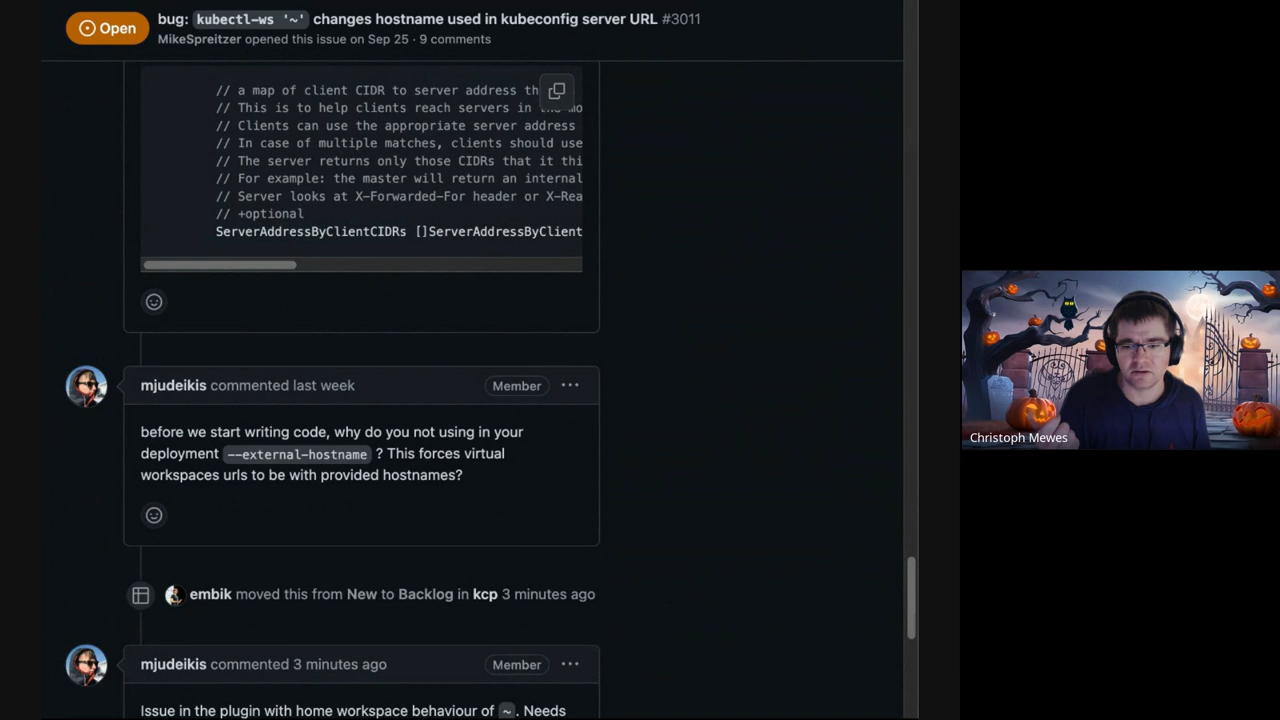 Open
bug: kubectl-ws '~' changes hostname used in kubeconfig server URL #3011
MikeSpreitzer opened this issue on Sep 25 · 9 comments
// a map of client CIDR to server address th
// This is to help clients reach servers in the mo
// Clients can use the appropriate server address
// In case of multiple matches, clients should use
// The server returns only those CIDRs that it thi
// For example: the master will return an internal
// Server looks at X-Forwarded-For header or X-Rea
// +optional
ServerAddressByClientCIDRs []ServerAddressByClient
mjudeikis commented last week
Member
before we start writing code, why do you not using in your
deployment --external-hostname ? This forces virtual
workspaces urls to be with provided hostnames?
embik moved this from New to Backlog in kcp 3 minutes ago
mjudeikis commented 3 minutes ago
Member
Issue in the plugin with home workspace behaviour of ~. Needs
Christoph Mewes